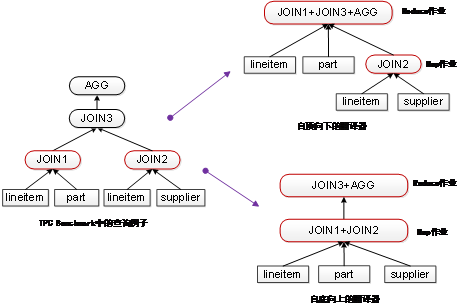 JOIN1+JOIN3+AGG
Reduce作业
lineitem
part
JOIN2
Map作业
lineitem
supplier
自顶向下的翻译器
AGG
JOIN3
JOIN1
JOIN2
lineitem
part
lineitem
supplier
TPC Benchmark中的查询例子
JOIN3+AGG
Reduce作业
JOIN1+JOIN2
Map作业
lineitem
part
supplier
自底向上的翻译器